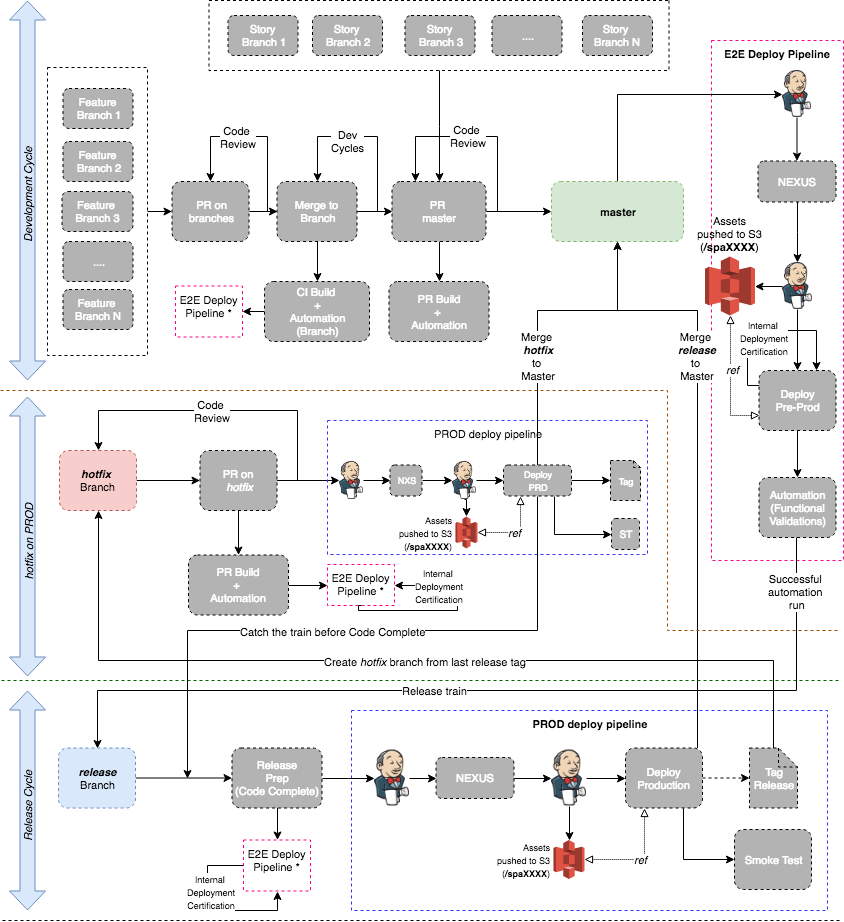 Story
Branch 1
Story
Branch 2
Story
Branch 3
....
Story
Branch N
Development Cycle
Feature
Branch 1
Feature
Branch 2
Feature
Branch 3
....
Feature
Branch N
Code
Review
Dev
Cycles
Code
Review
PR on
branches
Merge to
Branch
PR
master
master
E2E Deploy
Pipeline *
CI Build
+
Automation
(Branch)
PR Build
+
Automation
Merge
hotfix
to
Master
Merge
release
to
Master
E2E Deploy Pipeline
NEXUS
Assets
pushed to S3
(/spaXXXX)
Internal
Deployment
Certification
ref
Deploy
Pre-Prod
Automation
(Functional
Validations)
Successful
automation
run
hotfix on PROD
Code
Review
hotfix
Branch
PR on
hotfix
PROD deploy pipeline
NXS
Deploy
PRD
Tag
Assets
pushed to S3
(/spaXXXX)
ref
ST
PR Build
+
Automation
E2E Deploy
Pipeline *
Internal
Deployment
Certification
Catch the train before Code Complete
Create hotfix branch from last release tag
Release train
Release Cycle
release
Branch
Release
Prep
(Code Complete)
PROD deploy pipeline
NEXUS
Deploy
Production
Tag
Release
E2E Deploy
Pipeline *
Internal
Deployment
Certification
Assets
pushed to S3
(/spaXXXX)
ref
Smoke Test